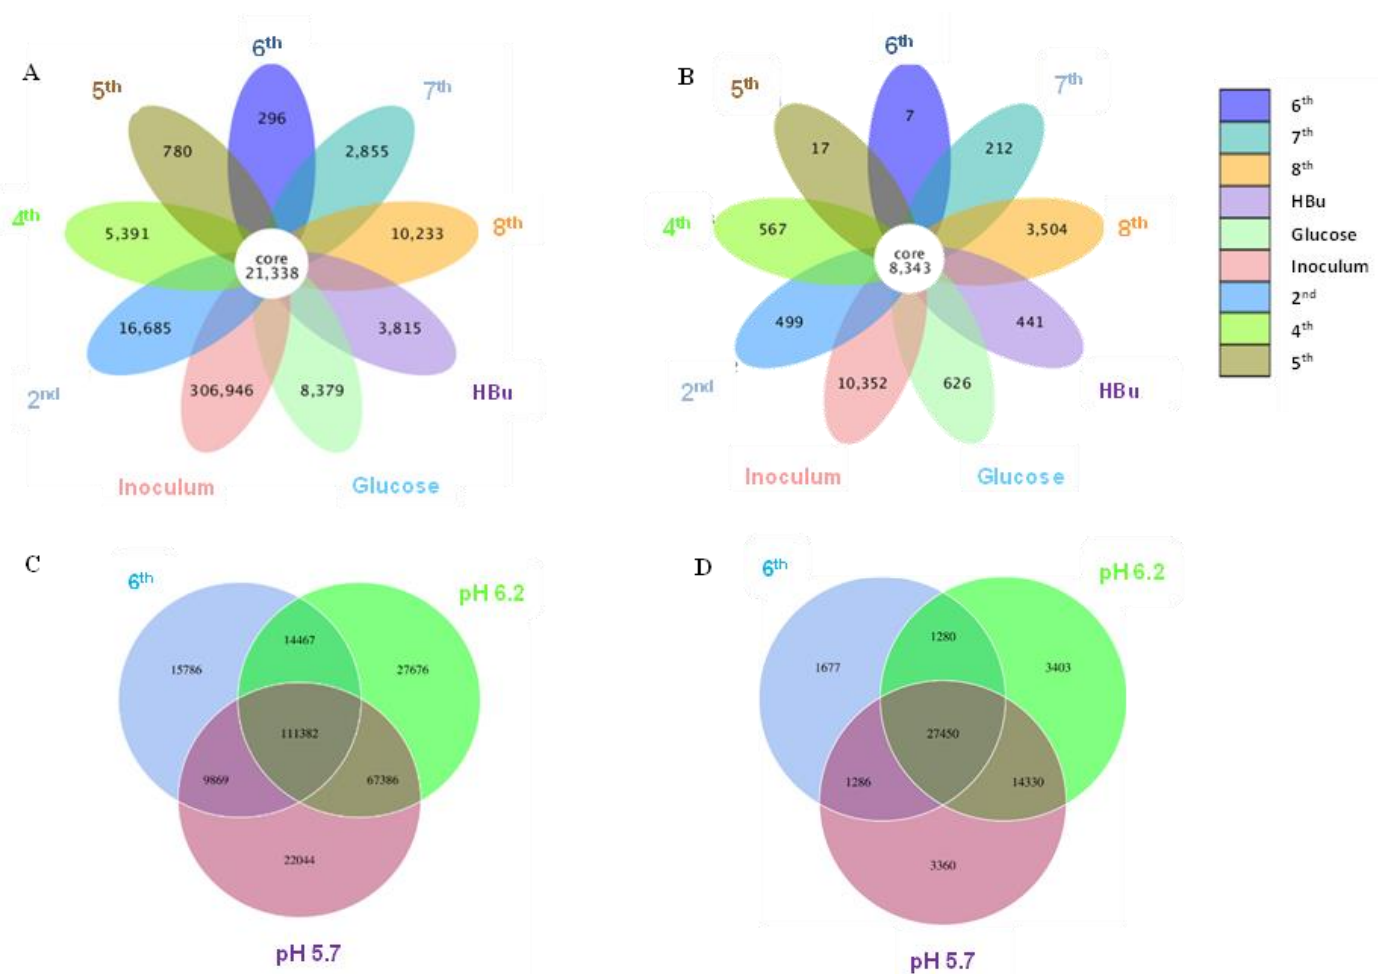 A
6th
5th
7th
296
780
2,855
4th
5,391
10,233
8th
core
21,338
16,685
3,815
2nd
306,946
8,379
HBu
Inoculum
Glucose
B
6th
5th
7th
7
17
212
4th
567
3,504
8th
core
8,343
499
441
2nd
10,352
626
HBu
Inoculum
Glucose
6th
7th
8th
HBu
Glucose
Inoculum
2nd
4th
5th
C
6th
pH 6.2
14467
15786
27676
111382
9869
67386
22044
pH 5.7
D
6th
pH 6.2
1280
1677
3403
27450
1286
14330
3360
pH 5.7